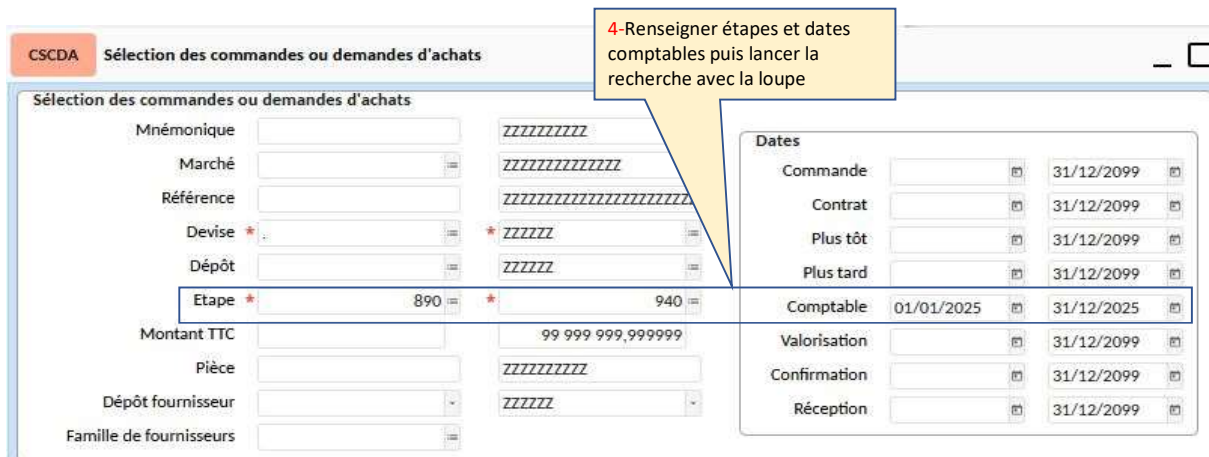 4-Renseigner étapes et dates
comptables puis lancer la
recherche avec la loupe
CSCDA Sélection des commandes ou demandes d'achats
Sélection des commandes ou demandes d'achats
Mnémonique ZZZZZZZZZZ
Marché ZZZZZZZZZZZZZZ
Référence ZZZZZZZZZZZZZZZZZZZZZZZ
Devise * . * ZZZZZZ
Dépôt ZZZZZZ
Etape * 890 * 940
Montant TTC 99 999 999,999999
Pièce ZZZZZZZZZZ
Dépôt fournisseur ZZZZZZ
Famille de fournisseurs
Dates
Commande 31/12/2099
Contrat 31/12/2099
Plus tôt 31/12/2099
Plus tard 31/12/2099
Comptable 01/01/2025 31/12/2025
Valorisation 31/12/2099
Confirmation 31/12/2099
Réception 31/12/2099